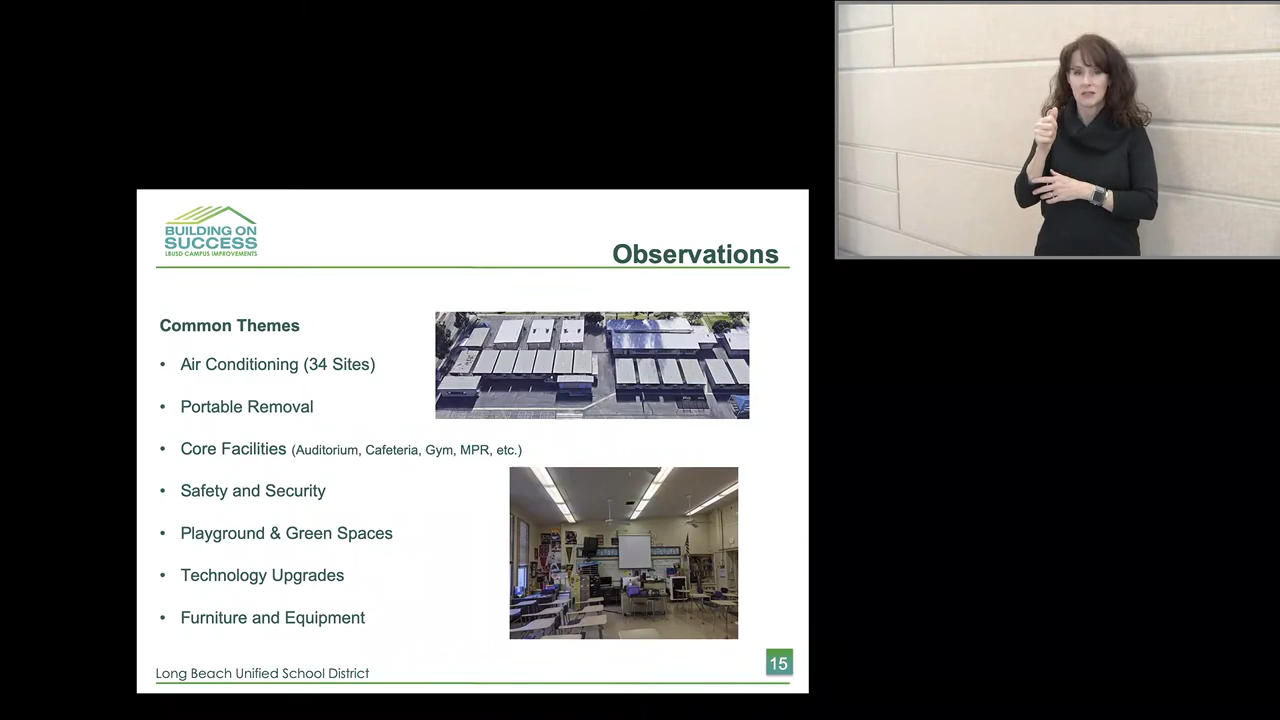 BUILDING ON
SUCCESS
LBUSD CAMPUS IMPROVEMENTS
Observations
Common Themes
• Air Conditioning (34 Sites)
• Portable Removal
• Core Facilities (Auditorium, Cafeteria, Gym, MPR, etc.)
• Safety and Security
• Playground & Green Spaces
• Technology Upgrades
• Furniture and Equipment
Long Beach Unified School District
15